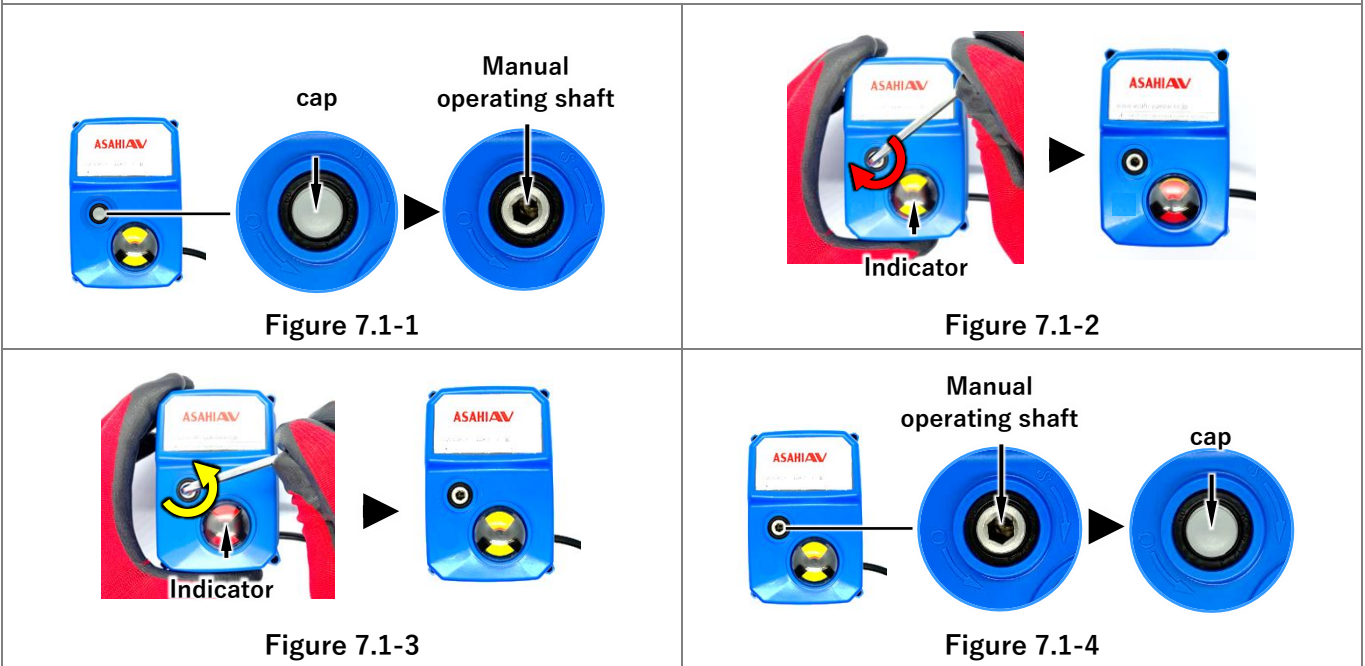 cap
Manual
operating shaft
ASAHI AV
Figure 7.1-1
ASAHI AV
ASAHI AV
Indicator
Figure 7.1-2
ASAHI AV
ASAHI AV
Indicator
Figure 7.1-3
Manual
operating shaft
cap
ASAHI AV
Figure 7.1-4